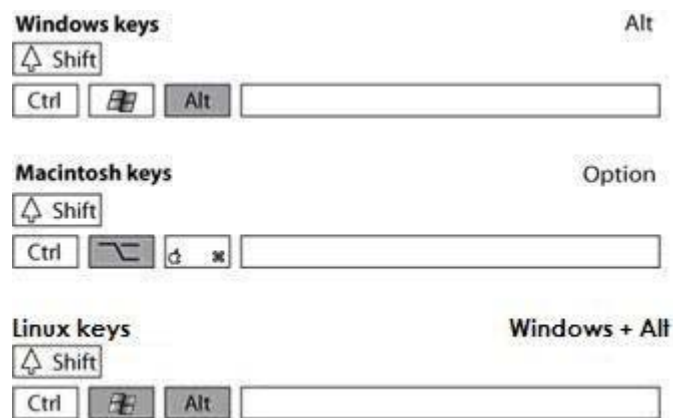 Windows keys Alt
Shift
Ctrl Alt
Macintosh keys Option
Shift
Ctrl ⌥ ⌘
Linux keys Windows + Alt
Shift
Ctrl Alt